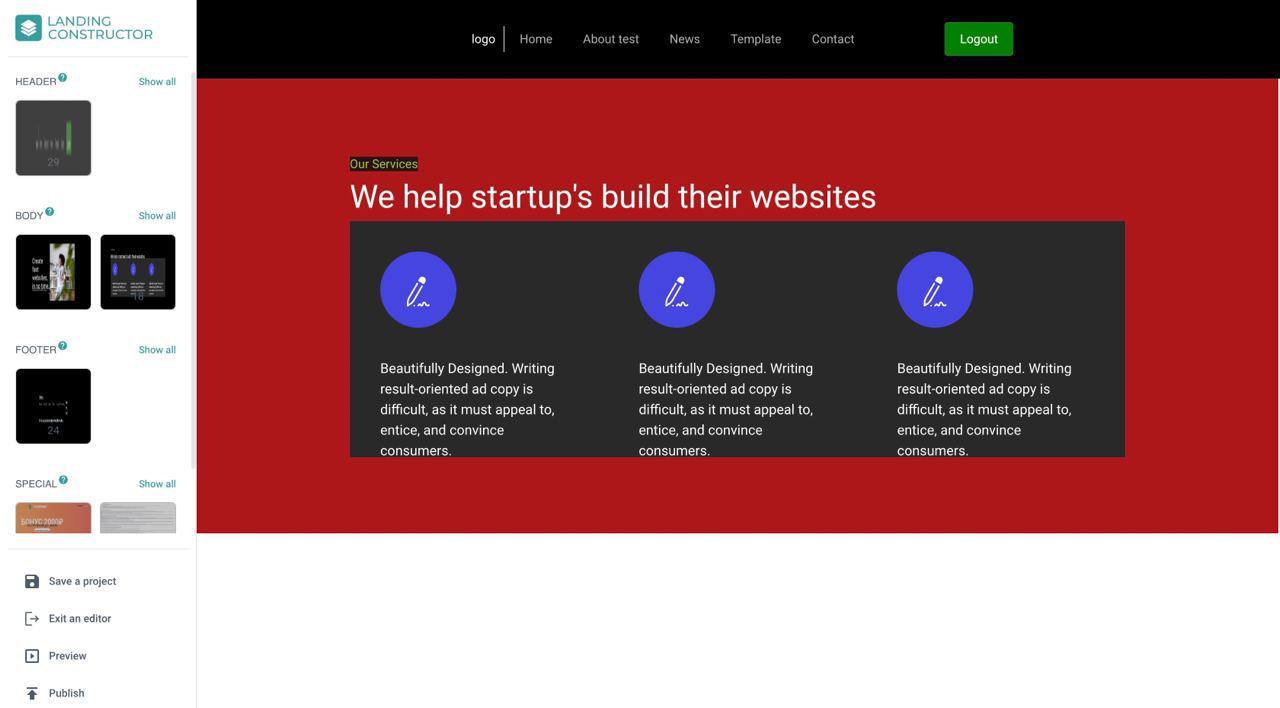 LANDING
CONSTRUCTOR
HEADER ?
Show all
29
BODY ?
Show all
Create
fast
websites
in no time.
18
FOOTER ?
Show all
24
SPECIAL ?
Show all
БОНУС 2000₽
Save a project
Exit an editor
Preview
Publish
logo
Home
About test
News
Template
Contact
Logout
Our Services
We help startup's build their websites
Beautifully Designed. Writing
result-oriented ad copy is
difficult, as it must appeal to,
entice, and convince
consumers.
Beautifully Designed. Writing
result-oriented ad copy is
difficult, as it must appeal to,
entice, and convince
consumers.
Beautifully Designed. Writing
result-oriented ad copy is
difficult, as it must appeal to,
entice, and convince
consumers.